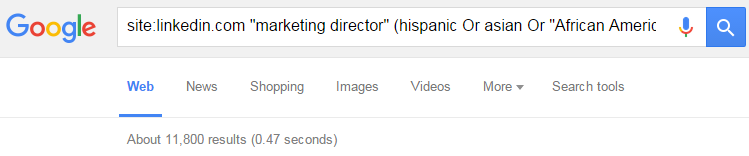 Google site:linkedin.com "marketing director" (hispanic Or asian Or "African Americ
Web News Shopping Images Videos More Search tools
About 11,800 results (0.47 seconds)